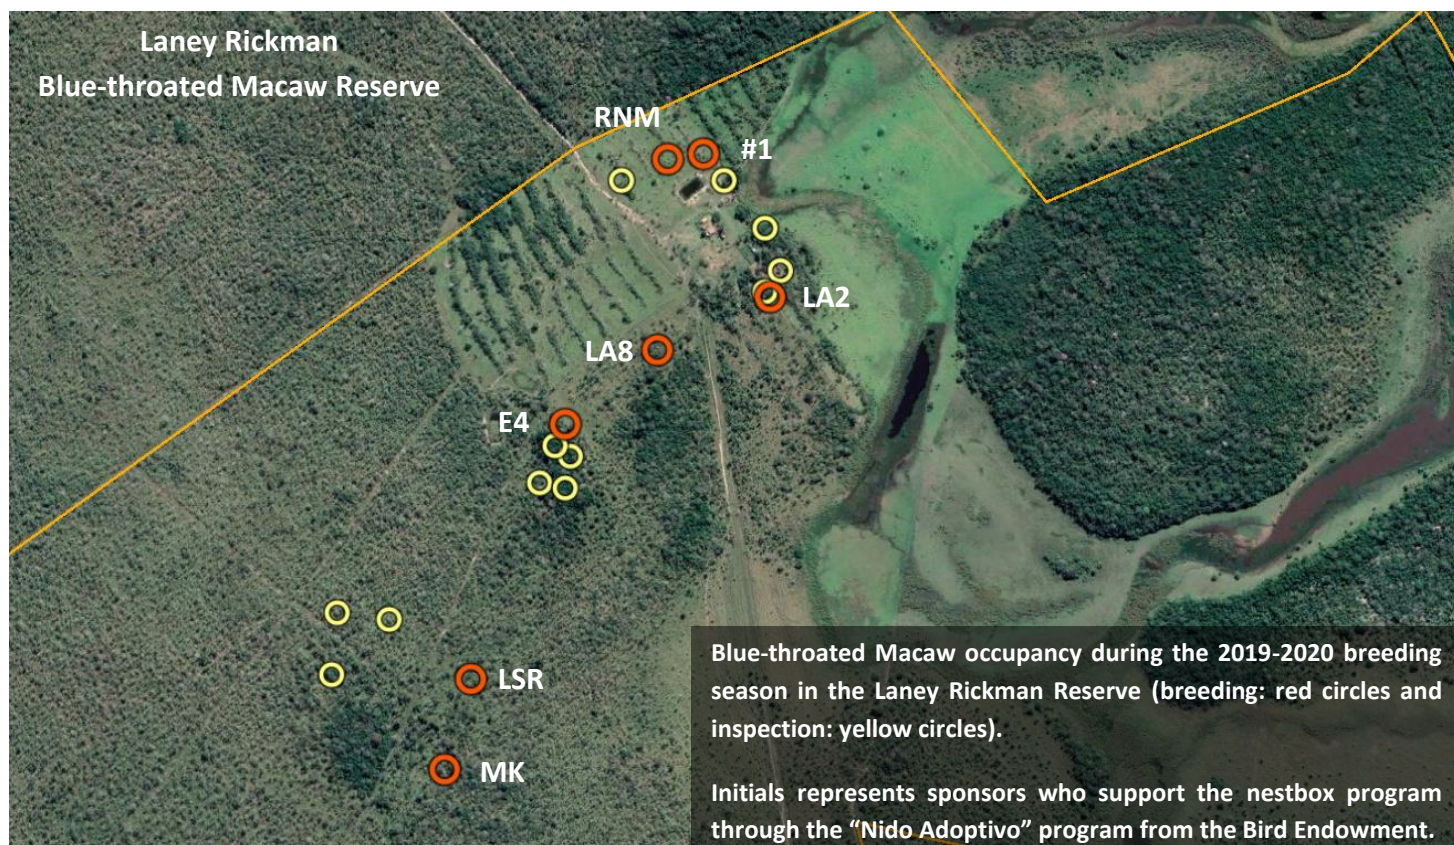 Laney Rickman
Blue-throated Macaw Reserve
RNM
#1
LA2
LA8
E4
LSR
MK
Blue-throated Macaw occupancy during the 2019-2020 breeding
season in the Laney Rickman Reserve (breeding: red circles and
inspection: yellow circles).
Initials represents sponsors who support the nestbox program
through the “Nido Adoptivo” program from the Bird Endowment.